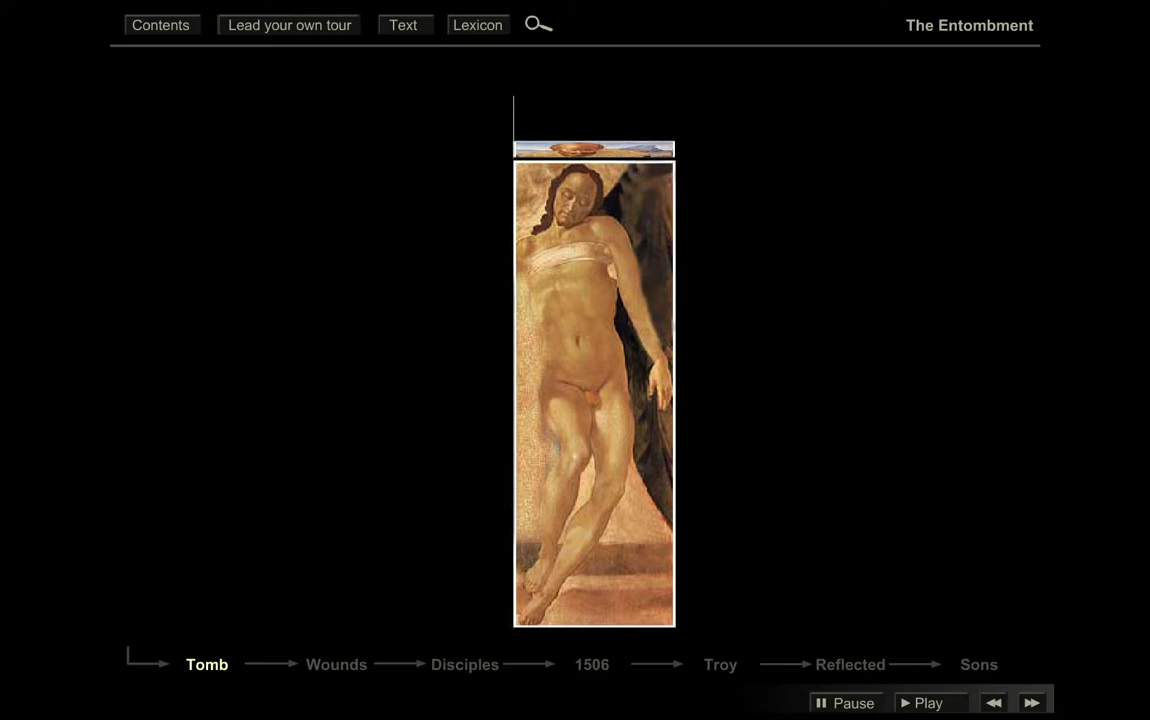 Contents Lead your own tour Text Lexicon The Entombment
Tomb Wounds Disciples 1506 Troy Reflected Sons
Pause Play